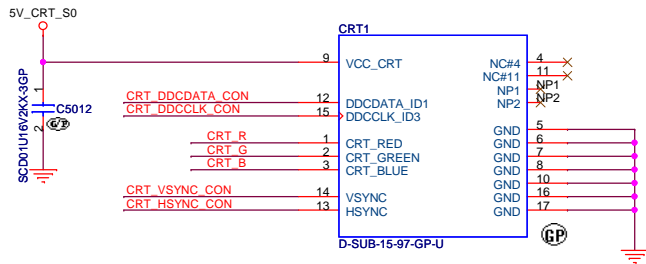 5V_CRT_S0
CRT1
9 VCC_CRT NC#4 4
NC#11 11
NP1 NP1
NP2 NP2
1
C5012
2
SCD01U16V2KX-3GP
G/P
CRT_DDCDATA_CON 12 DDCDATA_ID1
CRT_DDCCLK_CON 15 DDCCLK_ID3
CRT_R 1 CRT_RED
CRT_G 2 CRT_GREEN
CRT_B 3 CRT_BLUE
CRT_VSYNC_CON 14 VSYNC
CRT_HSYNC_CON 13 HSYNC
GND 5
GND 6
GND 7
GND 8
GND 10
GND 16
GND 17
D-SUB-15-97-GP-U
GP